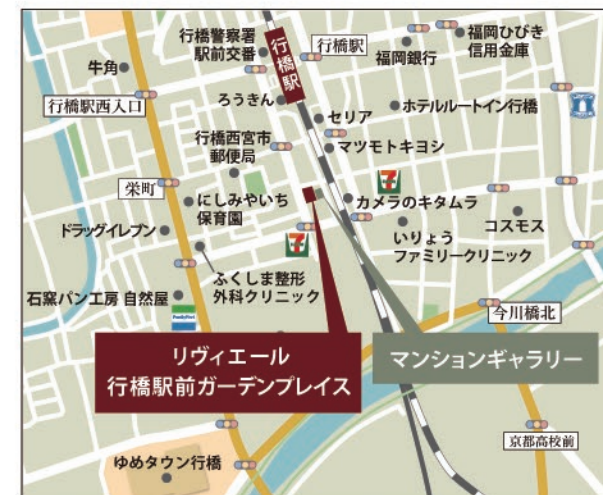 行橋警察署
駅前交番
行橋駅
行橋駅
福岡銀行
福岡ひびき
信用金庫
牛角
行橋駅西入口
ろうきん
セリア
ホテルルートイン行橋
LAWSON
行橋西宮市
郵便局
マツモトキヨシ
栄町
にしみやいち
保育園
7
カメラのキタムラ
コスモス
ドラッグイレブン
いりょう
ファミリークリニック
7
ふくしま整形
外科クリニック
石窯パン工房 自然屋
FamilyMart
今川橋北
リヴィエール
行橋駅前ガーデンプレイス
マンションギャラリー
京都高校前
ゆめタウン行橋